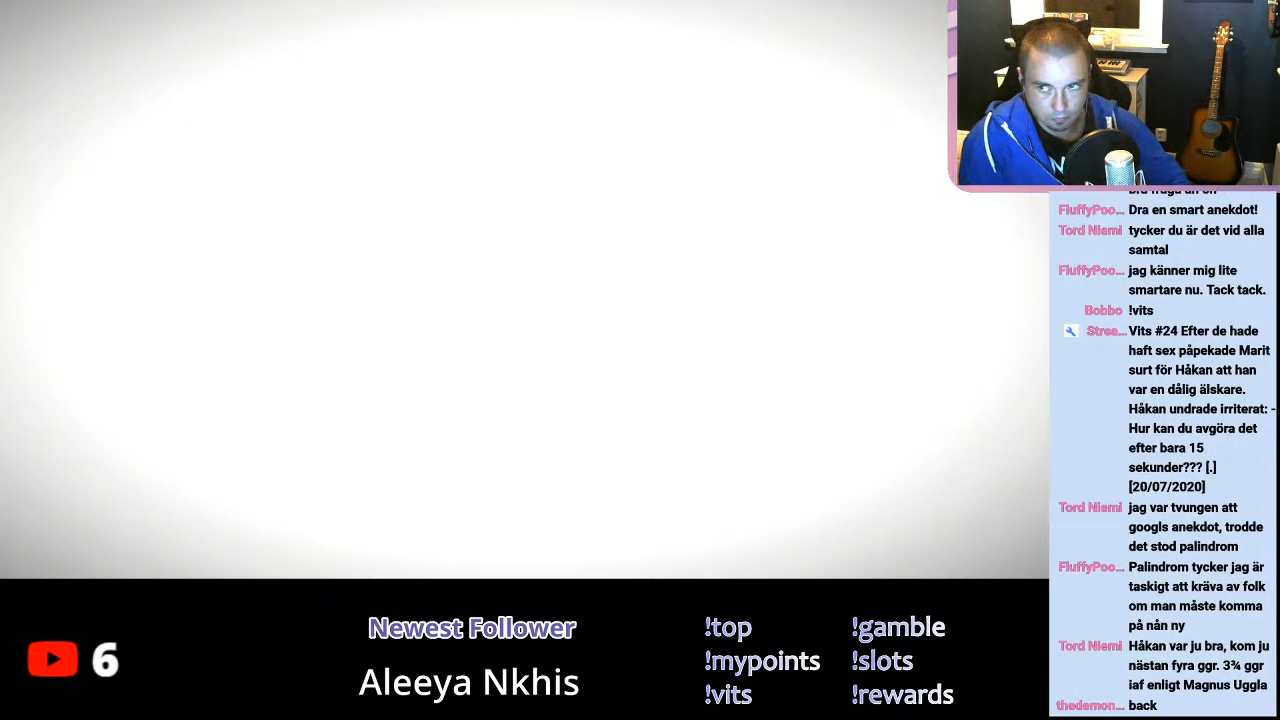 FluffyPoo... Dra en smart anekdot!
Tord Niemi tycker du är det vid alla
samtal
FluffyPoo... jag känner mig lite
smartare nu. Tack tack.
Bobbo !vits
Strea... Vits #24 Efter de hade
haft sex påpekade Marit
surt för Håkan att han
var en dålig älskare.
Håkan undrade irriterat: -
Hur kan du avgöra det
efter bara 15
sekunder??? [.]
[20/07/2020]
Tord Niemi jag var tvungen att
googls anekdot, trodde
det stod palindrom
FluffyPoo... Palindrom tycker jag är
taskigt att kräva av folk
om man måste komma
på nån ny
Tord Niemi Håkan var ju bra, kom ju
nästan fyra ggr. 3¾ ggr
iaf enligt Magnus Uggla
thedemon... back
6
Newest Follower
Aleeya Nkhis
!top
!mypoints
!vits
!gamble
!slots
!rewards